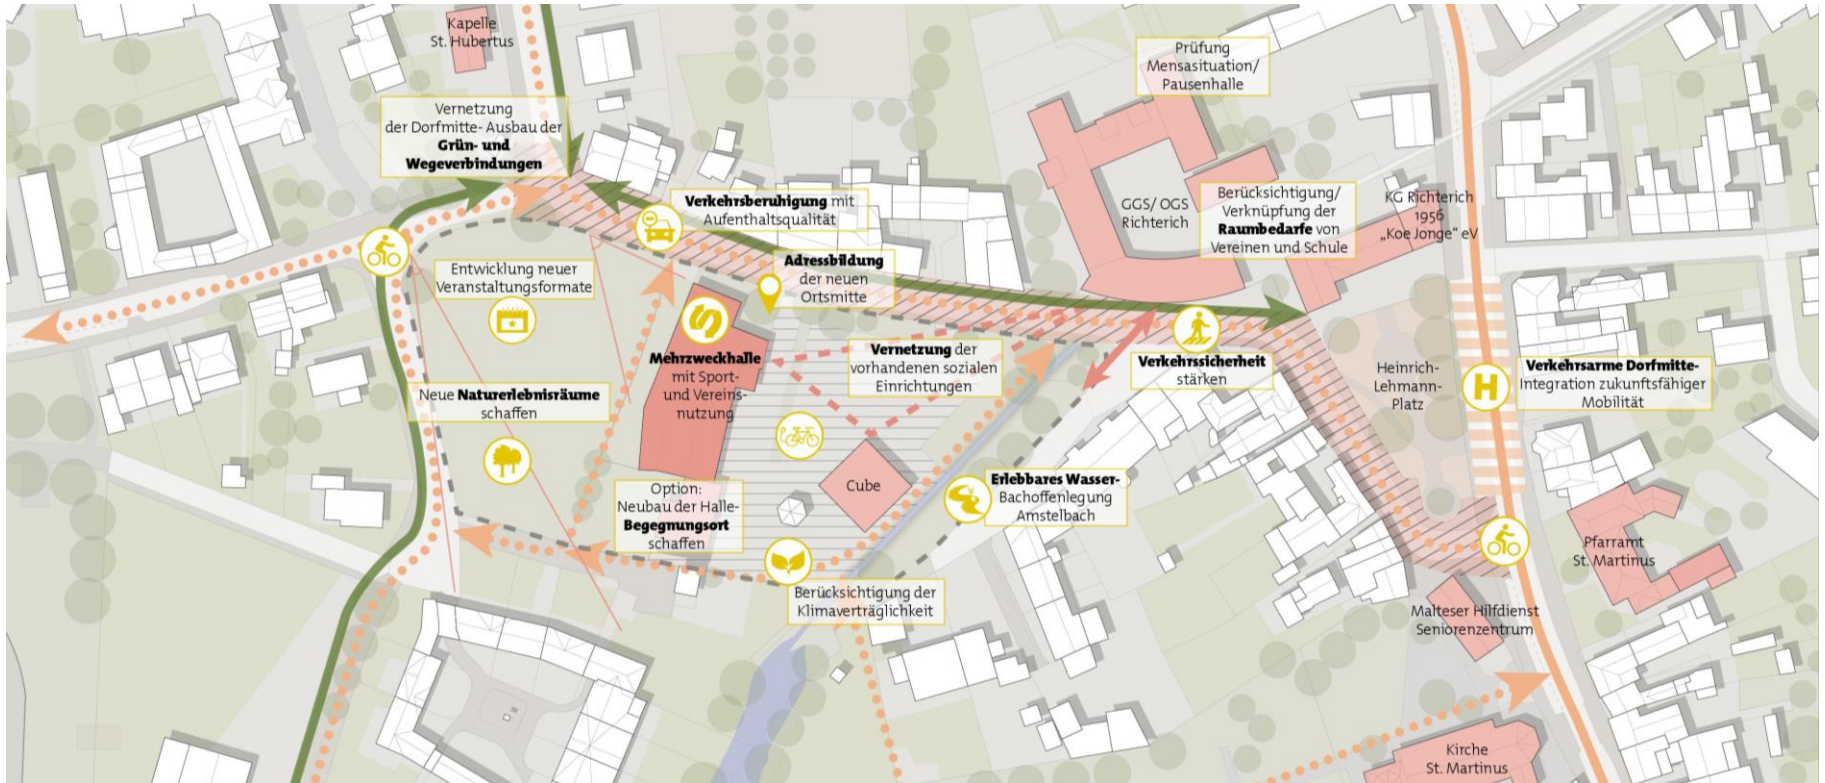 Kapelle
St. Hubertus
Vernetzung
der Dorfmitte- Ausbau der
Grün- und
Wegeverbindungen
Prüfung
Mensasituation/
Pausenhalle
Verkehrsberuhigung mit
Aufenthaltsqualität
GGS/ OGS
Richterich
Berücksichtigung/
Verknüpfung der
Raumbedarfe von
Vereinen und Schule
KG Richterich
1956
„Koe Jonge“ eV
Adressbildung
der neuen
Ortsmitte
Entwicklung neuer
Veranstaltungsformate
Mehrzweckhalle
mit Sport-
und Vereins-
nutzung
Vernetzung der
vorhandenen sozialen
Einrichtungen
Verkehrssicherheit
stärken
Heinrich-
Lehmann-
Platz
H
Verkehrsarme Dorfmitte-
Integration zukunftsfähiger
Mobilität
Neue Naturerlebnisräume
schaffen
Option:
Neubau der Halle-
Begegnungsort
schaffen
Cube
Erlebbares Wasser-
Bachoffenlegung
Amstelbach
Berücksichtigung der
Klimaverträglichkeit
Pfarramt
St. Martinus
Malteser Hilfdienst
Seniorenzentrum
Kirche
St. Martinus